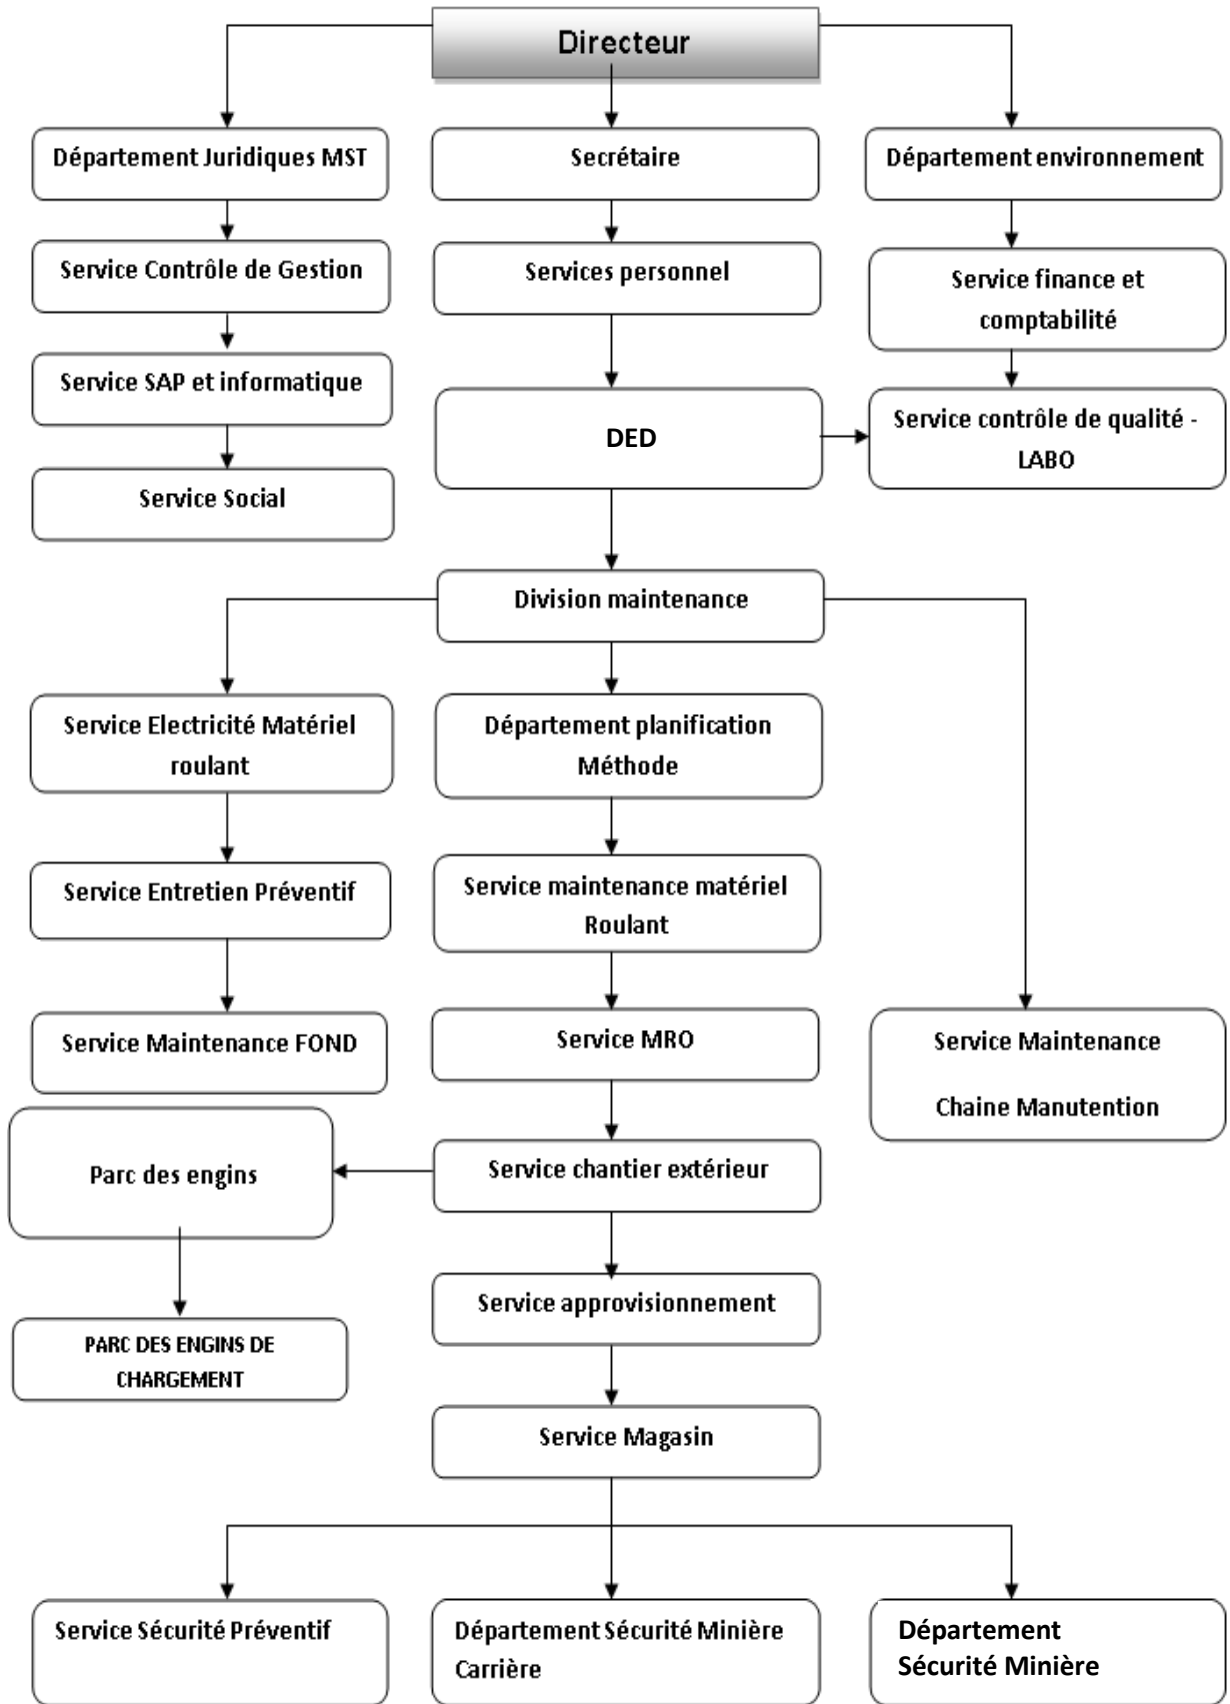 Directeur
Département Juridiques MST
Secrétaire
Département environnement
Service Contrôle de Gestion
Services personnel
Service finance et
comptabilité
Service SAP et informatique
DED
Service contrôle de qualité -
LABO
Service Social
Division maintenance
Service Electricité Matériel
roulant
Département planification
Méthode
Service Entretien Préventif
Service maintenance matériel
Roulant
Service Maintenance FOND
Service MRO
Service Maintenance
Chaine Manutention
Parc des engins
Service chantier extérieur
PARC DES ENGINS DE
CHARGEMENT
Service approvisionnement
Service Magasin
Service Sécurité Préventif
Département Sécurité Minière
Carrière
Département
Sécurité Minière